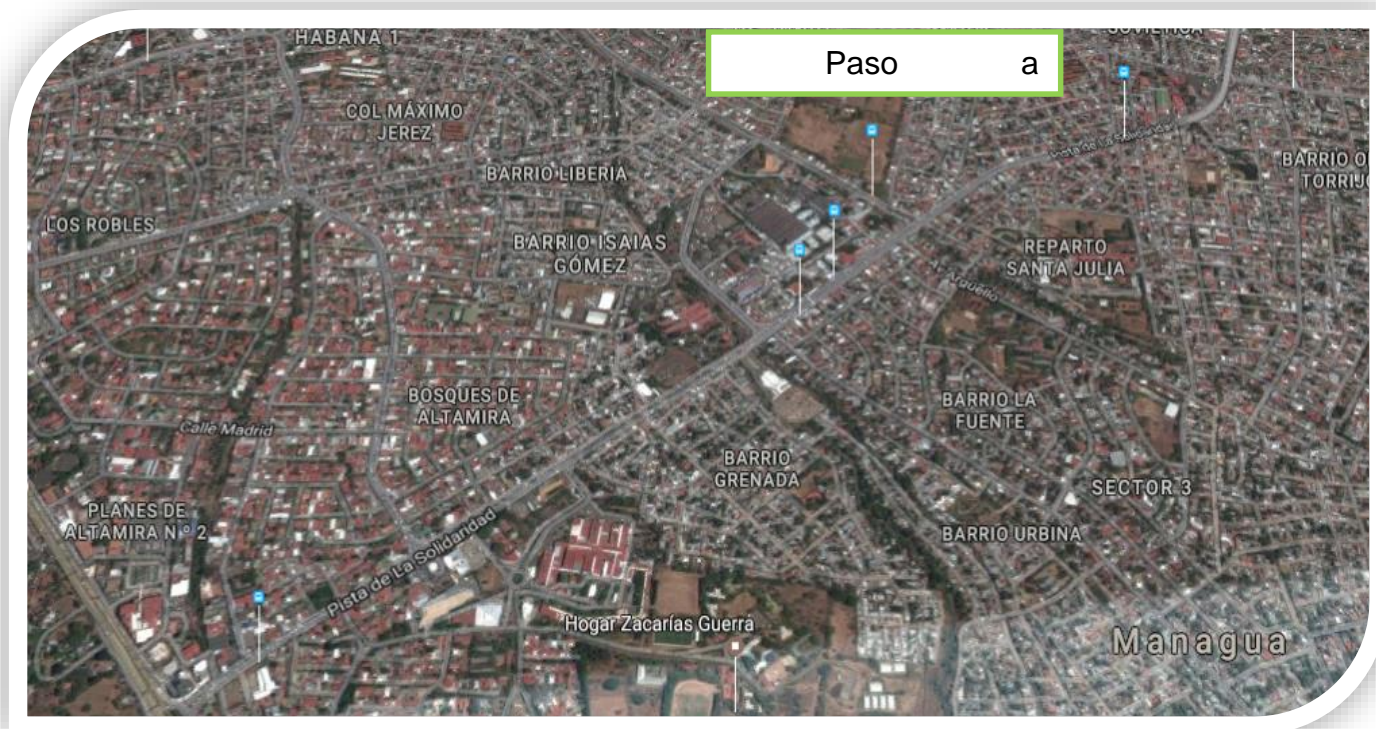 HABANA 1
Paso a
COL MÁXIMO
JEREZ
Pista de La Solidaridad
BARRIO LIBERIA
LOS ROBLES
BARRIO ISAIAS
GÓMEZ
REPARTO
SANTA JULIA
BOSQUES DE
ALTAMIRA
BARRIO LA
FUENTE
Calle Madrid
BARRIO
GRENADA
SECTOR 3
PLANES DE
ALTAMIRA Nº 2
BARRIO URBINA
Pista de La Solidaridad
Hogar Zacarías Guerra
Managua